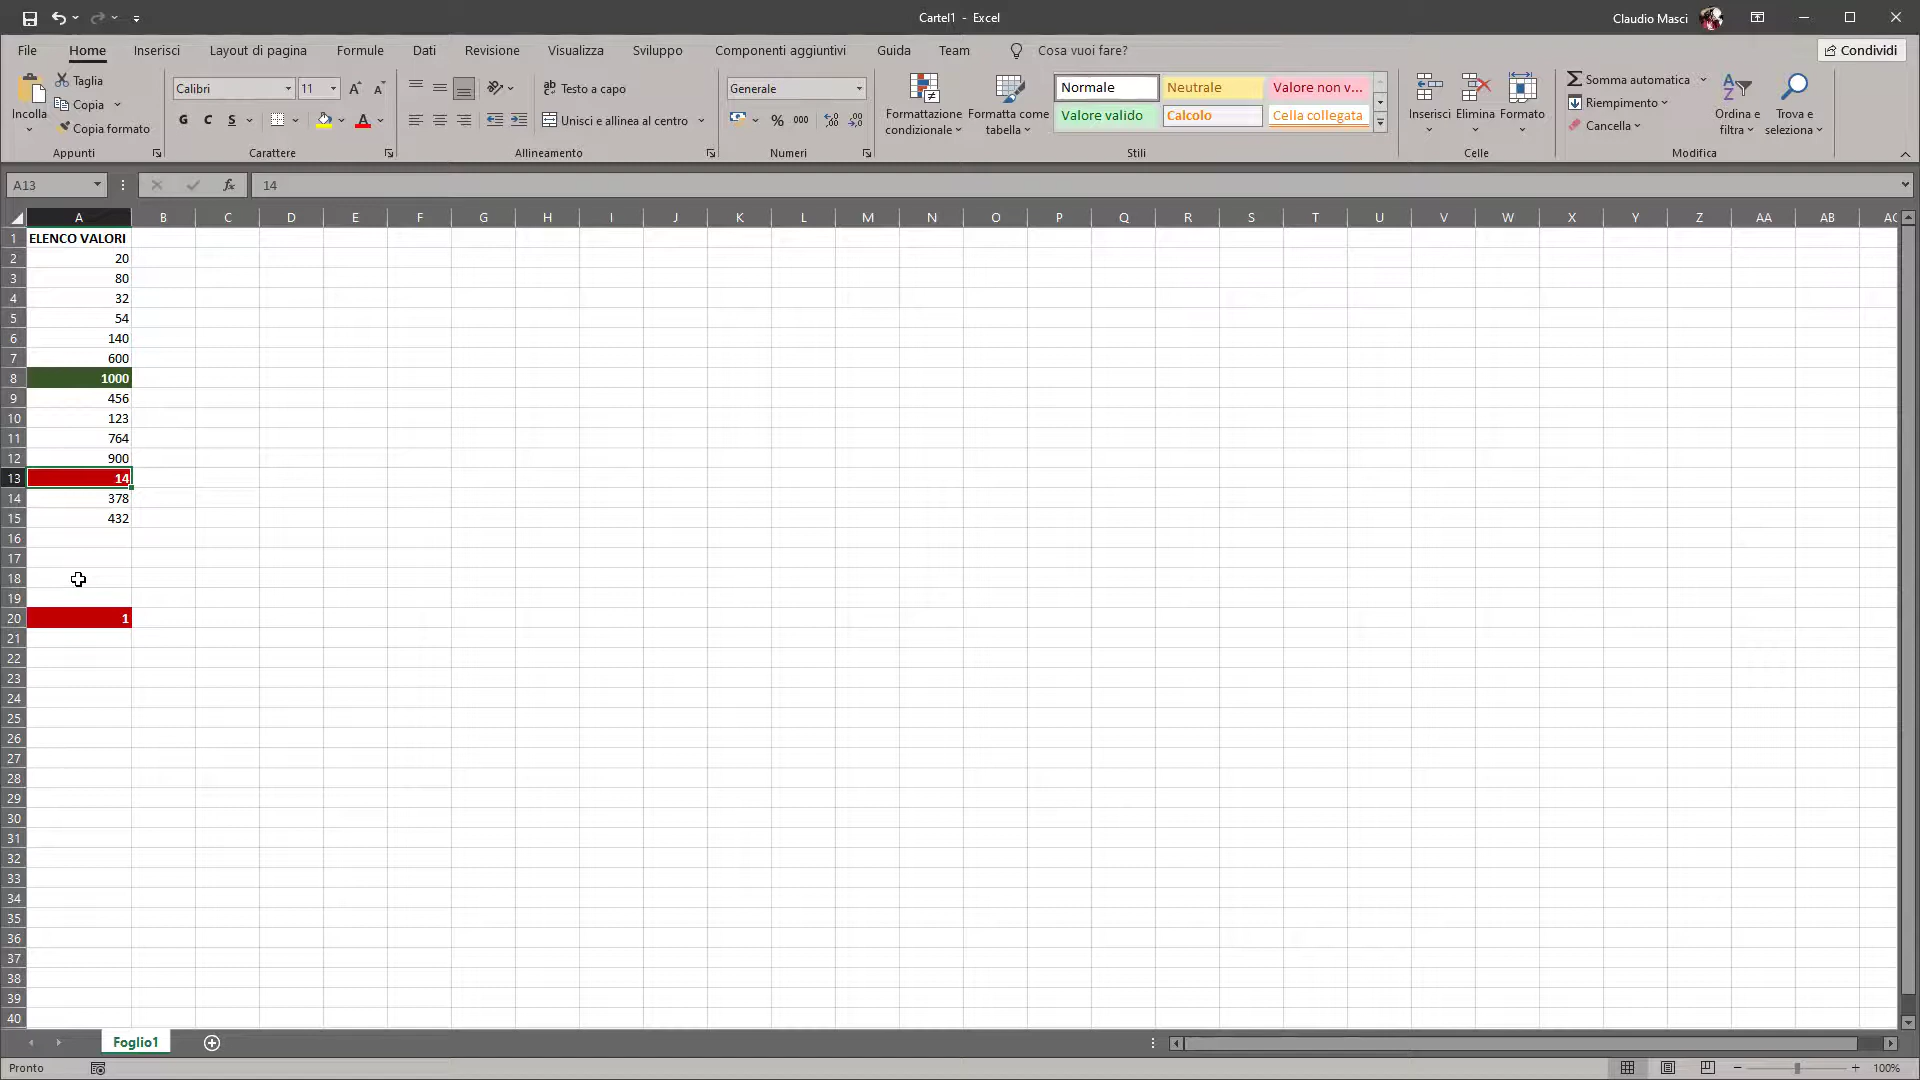 Cartel1 - Excel
Claudio Masci
File Home Inserisci Layout di pagina Formule Dati Revisione Visualizza Sviluppo Componenti aggiuntivi Guida Team Cosa vuoi fare? Condividi
Incolla
Taglia
Copia
Copia formato
Appunti
Calibri 11
G C S
Carattere
Testo a capo
Unisci e allinea al centro
Allineamento
Generale
% 000
Numeri
Formattazione condizionale
Formatta come tabella
Normale Neutrale Valore non v...
Valore valido Calcolo Cella collegata
Stili
Inserisci Elimina Formato
Celle
Somma automatica
Riempimento
Cancella
Ordina e filtra
Trova e seleziona
Modifica
A13 fx 14
A B C D E F G H I J K L M N O P Q R S T U V W X Y Z AA AB AC
1 ELENCO VALORI
2 20
3 80
4 32
5 54
6 140
7 600
8 1000
9 456
10 123
11 764
12 900
13 14
14 378
15 432
16
17
18
19
20 1
21
22
23
24
25
26
27
28
29
30
31
32
33
34
35
36
37
38
39
40
Foglio1
Pronto
100%